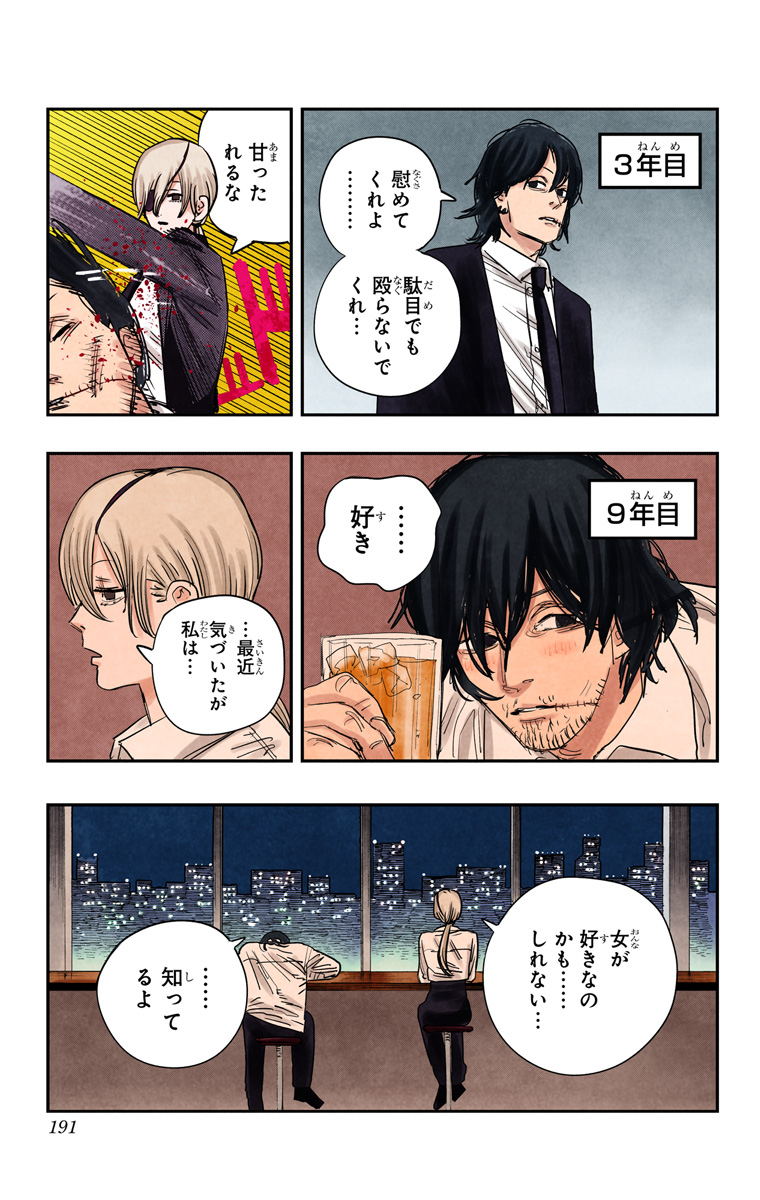 3年目
慰めて
くれよ
………
駄目でも
殴らないで
くれ…
甘った
れるな
ドギャ
9年目
……
好き
…最近
気づいたが
私は…
女が
好きなの
かも……
しれない…
……
知って
るよ
191